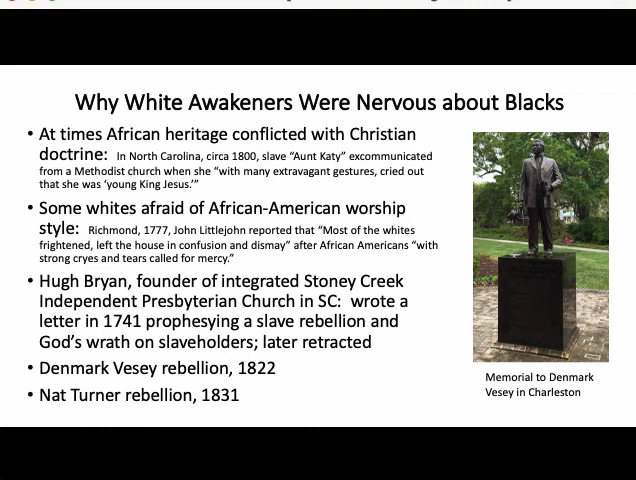 Why White Awakeners Were Nervous about Blacks
• At times African heritage conflicted with Christian
doctrine: In North Carolina, circa 1800, slave “Aunt Katy” excommunicated
from a Methodist church when she “with many extravagant gestures, cried out
that she was ‘young King Jesus.’”
• Some whites afraid of African-American worship
style: Richmond, 1777, John Littlejohn reported that “Most of the whites
frightened, left the house in confusion and dismay” after African Americans “with
strong cryes and tears called for mercy.”
• Hugh Bryan, founder of integrated Stoney Creek
Independent Presbyterian Church in SC: wrote a
letter in 1741 prophesying a slave rebellion and
God’s wrath on slaveholders; later retracted
• Denmark Vesey rebellion, 1822
• Nat Turner rebellion, 1831
Memorial to Denmark
Vesey in Charleston